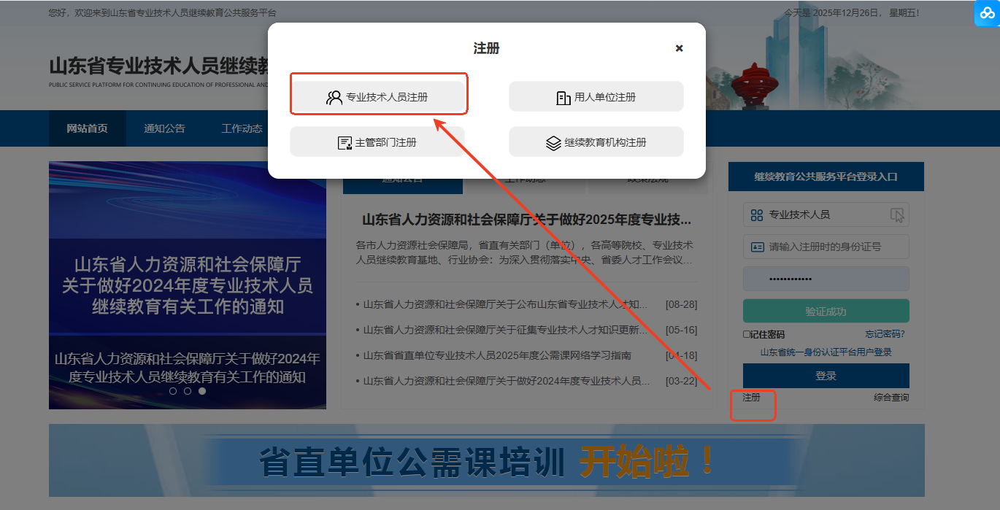 您好，欢迎来到山东省专业技术人员继续教育公共服务平台
今天是 2025年12月26日， 星期五!
山东省专业技术人员继续教
PUBLIC SERVICE PLATFORM FOR CONTINUING EDUCATION OF PROFESSIONAL AND
注册
×
专业技术人员注册
用人单位注册
主管部门注册
继续教育机构注册
网站首页
通知公告
工作动态
通知公告
工作动态
政策法规
山东省人力资源和社会保障厅
关于做好2024年度专业技术人员
继续教育有关工作的通知
山东省人力资源和社会保障厅关于做好2024年
度专业技术人员继续教育有关工作的通知
山东省人力资源和社会保障厅关于做好2025年度专业技...
各市人力资源社会保障局，省直有关部门（单位），各高等院校、专业技术
人员继续教育基地、行业协会：为深入贯彻落实中央、省委人才工作会议...
• 山东省人力资源和社会保障厅关于公布山东省专业技术人才知... [08-28]
• 山东省人力资源和社会保障厅关于征集专业技术人才知识更新... [05-16]
• 山东省省直单位专业技术人员2025年度公需课网络学习指南 [04-18]
• 山东省人力资源和社会保障厅关于做好2024年度专业技术人员... [03-22]
继续教育公共服务平台登录入口
专业技术人员
请输入注册时的身份证号
••••••••••••
验证成功
记住密码
忘记密码?
山东省统一身份认证平台用户登录
登录
注册
综合查询
省直单位公需课培训 开始啦！